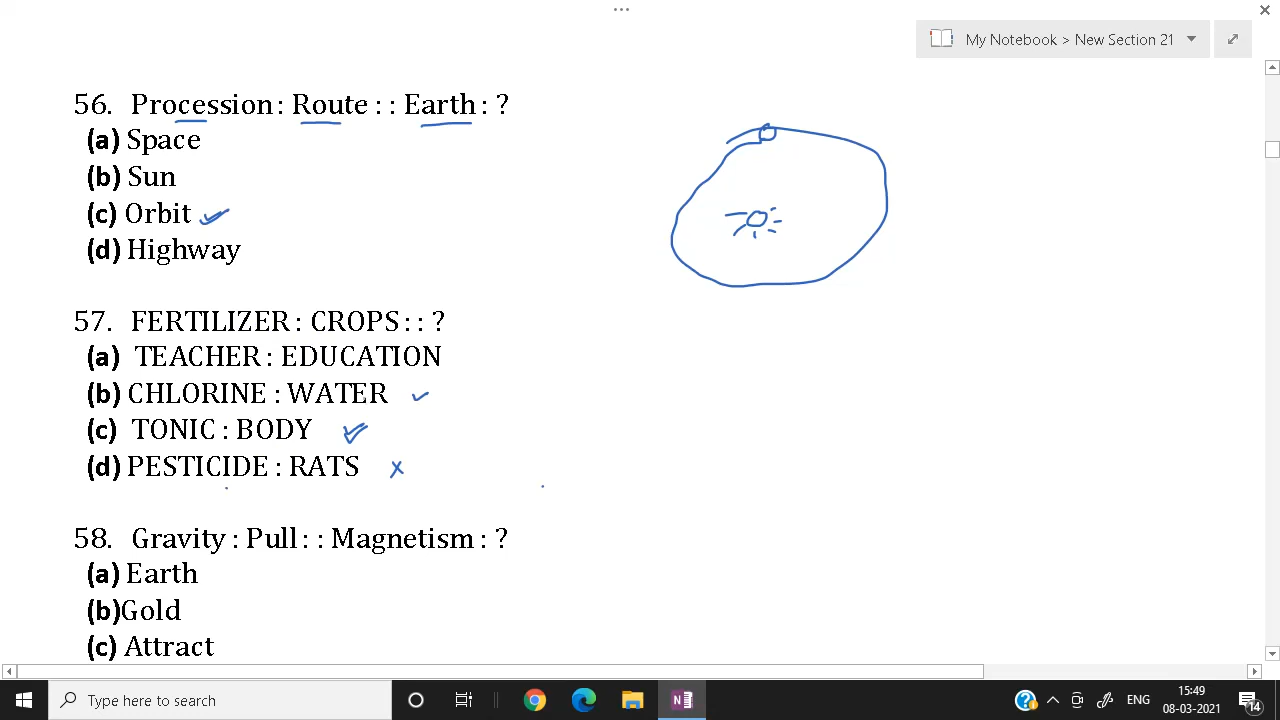 My Notebook > New Section 21
56. Procession : Route : : Earth : ?
(a) Space
(b) Sun
(c) Orbit
(d) Highway
57. FERTILIZER : CROPS : : ?
(a) TEACHER : EDUCATION
(b) CHLORINE : WATER
(c) TONIC : BODY
(d) PESTICIDE : RATS
58. Gravity : Pull : : Magnetism : ?
(a) Earth
(b)Gold
(c) Attract
Type here to search
ENG
15:49
08-03-2021
14